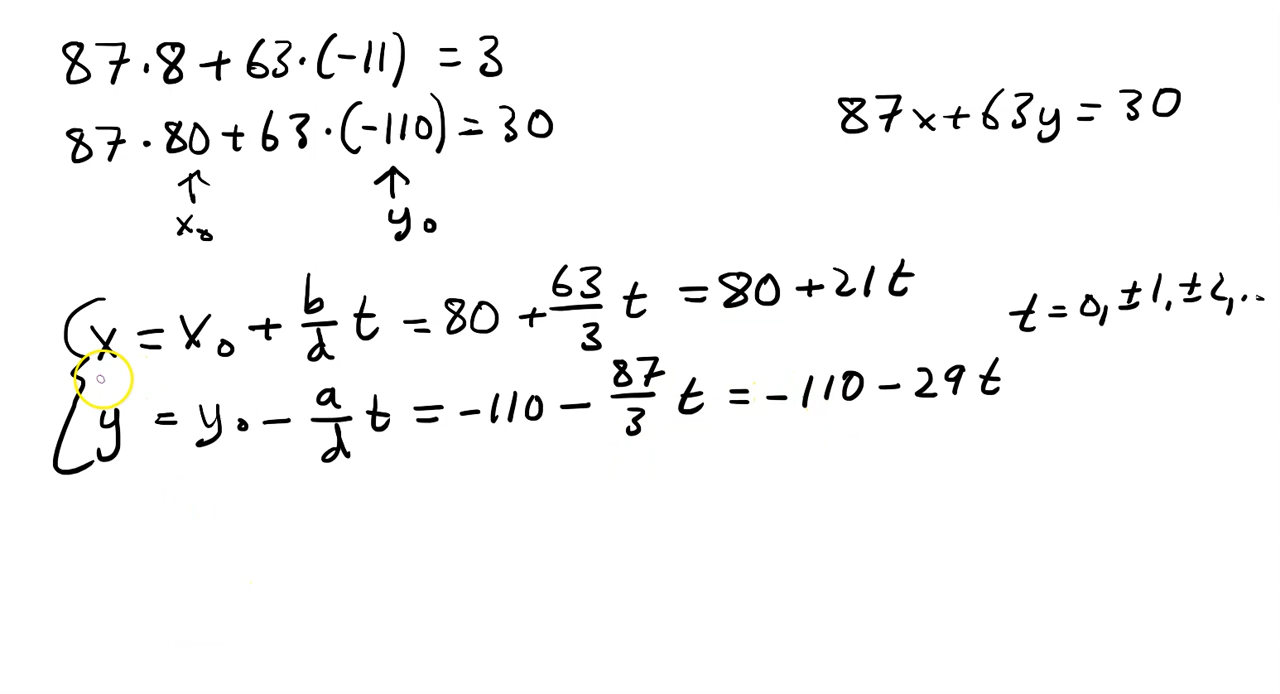 87·8+63·(-11) = 3
87·80+63·(-110) = 30
87x+63y = 30
↑ ↑
x₀ y₀
x = x₀ + b/d t = 80 + 63/3 t = 80+21t
t = 0, ±1, ±2, ..
y = y₀ - a/d t = -110 - 87/3 t = -110 - 29t